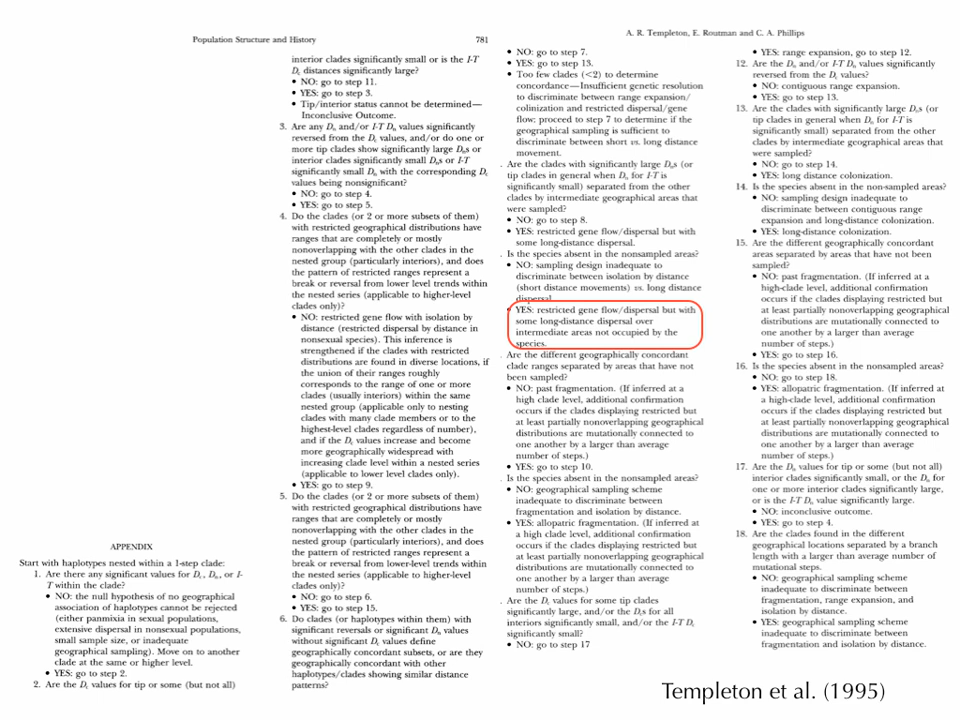 Population Structure and History
781
APPENDIX
Start with haplotypes nested within a 1-step clade:
1. Are there any significant values for Dc, Dn, or I-
T within the clade?
• NO: the null hypothesis of no geographical
association of haplotypes cannot be rejected
(either panmixia in sexual populations,
extensive dispersal in nonsexual populations,
small sample size, or inadequate
geographical sampling). Move on to another
clade at the same or higher level.
• YES: go to step 2.
2. Are the Dc values for tip or some (but not all)
interior clades significantly small or is the I-T
Dc distances significantly large?
• NO: go to step 11.
• YES: go to step 3.
• Tip/interior status cannot be determined—
Inconclusive Outcome.
3. Are any Dn and/or I-T Dn values significantly
reversed from the Dc values, and/or do one or
more tip clades show significantly large Dns or
interior clades significantly small Dns or I-T
significantly small Dn with the corresponding Dc
values being nonsignificant?
• NO: go to step 4.
• YES: go to step 5.
4. Do the clades (or 2 or more subsets of them)
with restricted geographical distributions have
ranges that are completely or mostly
nonoverlapping with the other clades in the
nested group (particularly interiors), and does
the pattern of restricted ranges represent a
break or reversal from lower level trends within
the nested series (applicable to higher-level
clades only)?
• NO: restricted gene flow with isolation by
distance (restricted dispersal by distance in
nonsexual species). This inference is
strengthened if the clades with restricted
distributions are found in diverse locations, if
the union of their ranges roughly
corresponds to the range of one or more
clades (usually interiors) within the same
nested group (applicable only to nesting
clades with many clade members or to the
highest-level clades regardless of number),
and if the Dc values increase and become
more geographically widespread with
increasing clade level within a nested series
(applicable to lower level clades only).
• YES: go to step 9.
5. Do the clades (or 2 or more subsets of them)
with restricted geographical distributions have
ranges that are completely or mostly
nonoverlapping with the other clades in the
nested group (particularly interiors), and does
the pattern of restricted ranges represent a
break or reversal from lower-level trends within
the nested series (applicable to higher-level
clades only)?
• NO: go to step 6.
• YES: go to step 15.
6. Do clades (or haplotypes within them) with
significant reversals or significant Dn values
without significant Dc values define
geographically concordant subsets, or are they
geographically concordant with other
haplotypes/clades showing similar distance
patterns?
A. R. Templeton, E. Routman and C. A. Phillips
• NO: go to step 7.
• YES: go to step 13.
• Too few clades (<2) to determine
concordance—Insufficient genetic resolution
to discriminate between range expansion/
colinization and restricted dispersal/gene
flow: proceed to step 7 to determine if the
geographical sampling is sufficient to
discriminate between short vs. long distance
movement.
. Are the clades with significantly large Dns (or
tip clades in general when Dn for I-T is
significantly small) separated from the other
clades by intermediate geographical areas that
were sampled?
• NO: go to step 8.
• YES: restricted gene flow/dispersal but with
some long-distance dispersal.
. Is the species absent in the nonsampled areas?
• NO: sampling design inadequate to
discriminate between isolation by distance
(short distance movements) vs. long distance
dispersal
• YES: restricted gene flow/dispersal but with
some long-distance dispersal over
intermediate areas not occupied by the
species.
. Are the different geographically concordant
clade ranges separated by areas that have not
been sampled?
• NO: past fragmentation. (If inferred at a
high clade level, additional confirmation
occurs if the clades displaying restricted but
at least partially nonoverlapping geographical
distributions are mutationally connected to
one another by a larger than average
number of steps.)
• YES: go to step 10.
. Is the species absent in the nonsampled areas?
• NO: geographical sampling scheme
inadequate to discriminate between
fragmentation and isolation by distance.
• YES: allopatric fragmentation. (If inferred at
a high clade level, additional confirmation
occurs if the clades displaying restricted but
at least partially nonoverlapping geographical
distributions are mutationally connected to
one another by a larger than average
number of steps.)
. Are the Dc values for some tip clades
significantly large, and/or the Dcs for all
interiors significantly small, and/or the I-T Dc
significantly small?
• NO: go to step 17
• YES: range expansion, go to step 12.
12. Are the Dn and/or I-T Dn values significantly
reversed from the Dc values?
• NO: contiguous range expansion.
• YES: go to step 13.
13. Are the clades with significantly large Dns (or
tip clades in general when Dn for I-T is
significantly small) separated from the other
clades by intermediate geographical areas that
were sampled?
• NO: go to step 14.
• YES: long distance colonization.
14. Is the species absent in the non-sampled areas?
• NO: sampling design inadequate to
discriminate between contiguous range
expansion and long-distance colonization.
• YES: long-distance colonization.
15. Are the different geographically concordant
areas separated by areas that have not been
sampled?
• NO: past fragmentation. (If inferred at a
high-clade level, additional confirmation
occurs if the clades displaying restricted but
at least partially nonoverlapping geographical
distributions are mutationally connected to
one another by a larger than average
number of steps.)
• YES: go to step 16.
16. Is the species absent in the nonsampled areas?
• NO: go to step 18.
• YES: allopatric fragmentation. (If inferred at
a high-clade level, additional confirmation
occurs if the clades displaying restricted but
at least partially nonoverlapping geographical
distributions are mutationally connected to
one another by a larger than average
number of steps.)
17. Are the Dn values for tip or some (but not all)
interior clades significantly small, or the Dn for
one or more interior clades significantly large,
or is the I-T Dn value significantly large.
• NO: inconclusive outcome.
• YES: go to step 4.
18. Are the clades found in the different
geographical locations separated by a branch
length with a larger than average number of
mutational steps.
• NO: geographical sampling scheme
inadequate to discriminate between
fragmentation, range expansion, and
isolation by distance.
• YES: geographical sampling scheme
inadequate to discriminate between
fragmentation and isolation by distance.
Templeton et al. (1995)